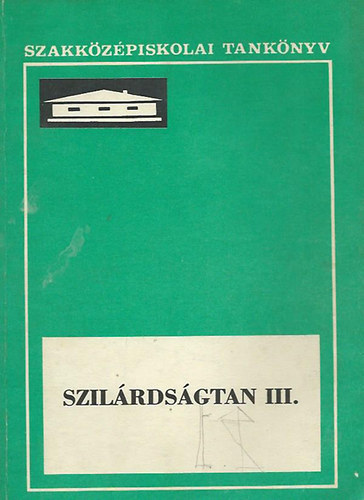 SZAKKÖZÉPISKOLAI TANKÖNYV
SZILÁRDSÁGTAN III.